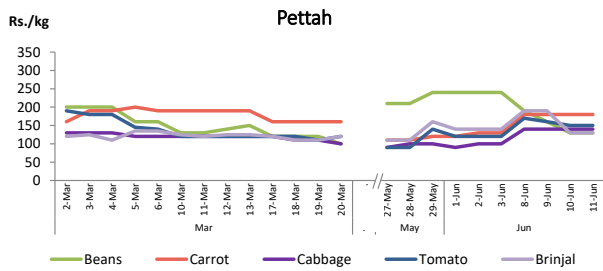 Rs./kg
Pettah
350
300
250
200
150
100
50
0
2-Mar 3-Mar 4-Mar 5-Mar 6-Mar 10-Mar 11-Mar 12-Mar 13-Mar 17-Mar 18-Mar 19-Mar 20-Mar 27-May 28-May 29-May 1-Jun 2-Jun 3-Jun 8-Jun 9-Jun 10-Jun 11-Jun
Mar . May Jun
Beans Carrot Cabbage Tomato Brinjal